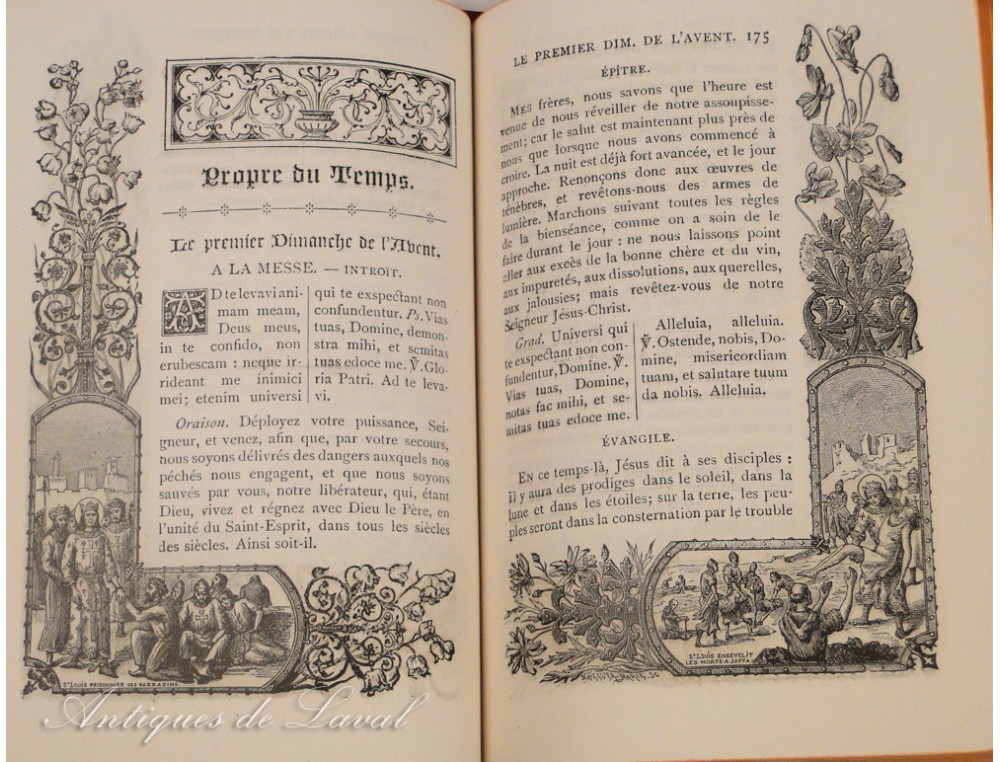 Propre du Temps.
Le premier Dimanche de l'Avent.
A LA MESSE. — INTROÏT.
AD te levavi ani-
mam meam,
Deus meus,
in te confido, non
erubescam : neque ir-
rideant me inimici
mei; etenim universi
qui te exspectant non
confundentur. Ps. Vias
tuas, Domine, demon-
stra mihi, et semitas
tuas edoce me. ℣. Glo-
ria Patri. Ad te leva-
vi.
Oraison. Déployez votre puissance, Sei-
gneur, et venez, afin que, par votre secours,
nous soyons délivrés des dangers auxquels nos
péchés nous engagent, et que nous soyons
sauvés par vous, notre libérateur, qui, étant
Dieu, vivez et régnez avec Dieu le Père, en
l'unité du Saint-Esprit, dans tous les siècles
des siècles. Ainsi soit-il.
ST LOUIS PRISONNIER DES SARRAZINS
Antiques de Laval
LE PREMIER DIM. DE L'AVENT. 175
ÉPÎTRE.
MES frères, nous savons que l'heure est
venue de nous réveiller de notre assoupisse-
ment; car le salut est maintenant plus près de
nous que lorsque nous avons commencé à
croire. La nuit est déjà fort avancée, et le jour
approche. Renonçons donc aux œuvres de
ténèbres, et revêtons-nous des armes de
lumière. Marchons suivant toutes les règles
de la bienséance, comme on a soin de le
faire durant le jour : ne nous laissons point
aller aux excès de la bonne chère et du vin,
aux impuretés, aux dissolutions, aux querelles,
aux jalousies; mais revêtez-vous de notre
Seigneur Jésus-Christ.
Grad. Universi qui
te exspectant non con-
fundentur, Domine. ℣.
Vias tuas, Domine,
notas fac mihi, et se-
mitas tuas edoce me.
Alleluia, alleluia.
℣. Ostende, nobis, Do-
mine, misericordiam
tuam, et salutare tuum
da nobis. Alleluia.
ÉVANGILE.
EN ce temps-là, Jésus dit à ses disciples :
Il y aura des prodiges dans le soleil, dans la
lune et dans les étoiles; sur la terre, les peu-
ples seront dans la consternation par le trouble
ST LOUIS ENSEVELIT
LES MORTS A JAFFA